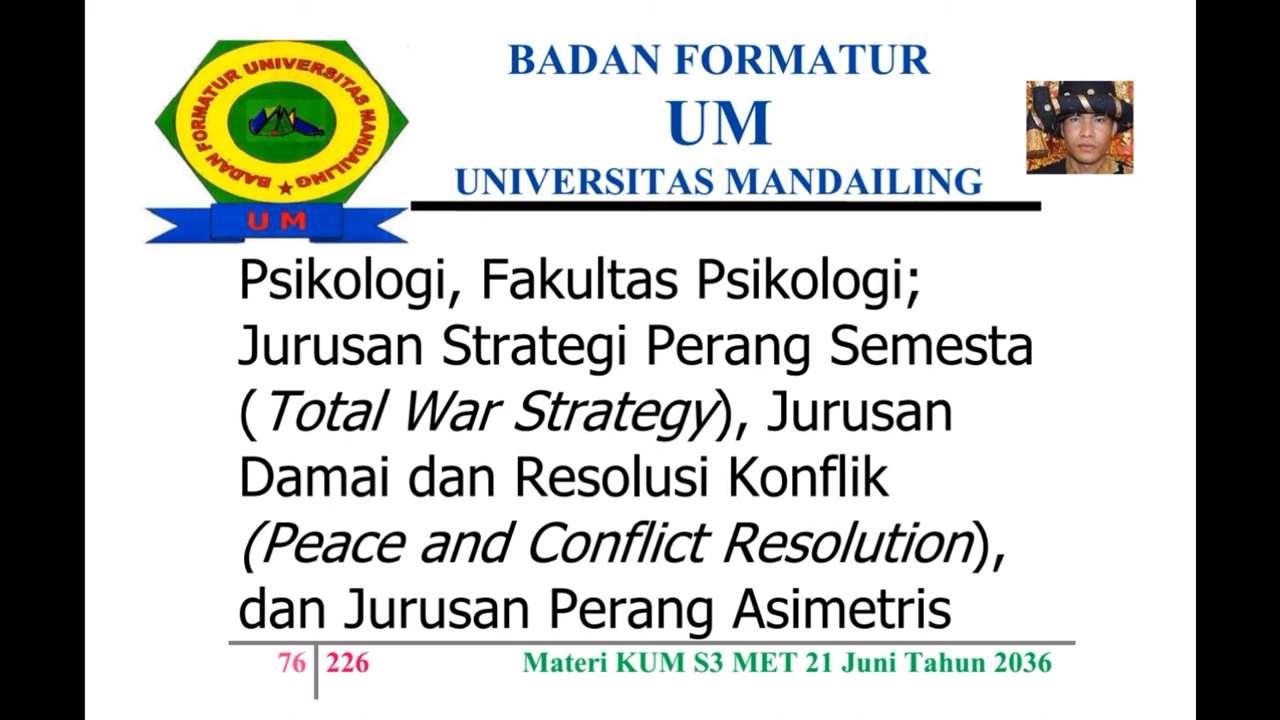 BADAN FORMATUR UNIVERSITAS MANDAILING
U M
BADAN FORMATUR
UM
UNIVERSITAS MANDAILING
Psikologi, Fakultas Psikologi;
Jurusan Strategi Perang Semesta
(Total War Strategy), Jurusan
Damai dan Resolusi Konflik
(Peace and Conflict Resolution),
dan Jurusan Perang Asimetris
76 226 Materi KUM S3 MET 21 Juni Tahun 2036